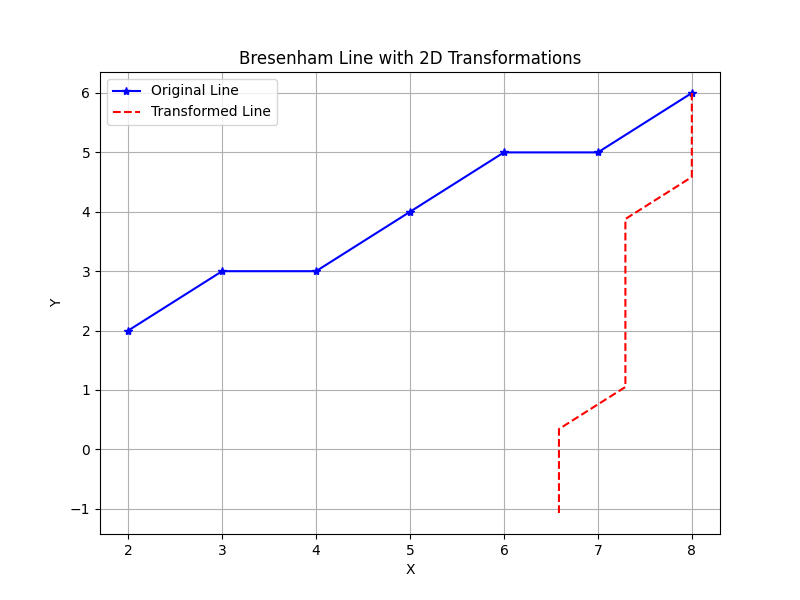 Bresenham Line with 2D Transformations
Original Line
Transformed Line
6
5
4
3
2
1
0
−1
Y
2 3 4 5 6 7 8
X